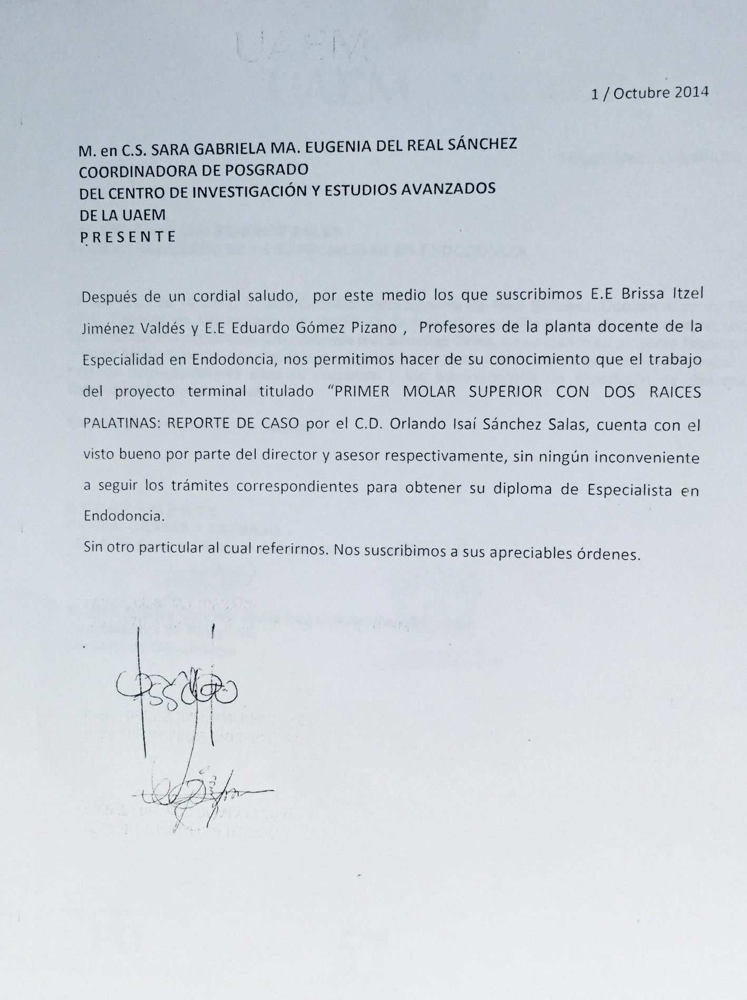 UAEM
1 / Octubre 2014
M. en C.S. SARA GABRIELA MA. EUGENIA DEL REAL SÁNCHEZ
COORDINADORA DE POSGRADO
DEL CENTRO DE INVESTIGACIÓN Y ESTUDIOS AVANZADOS
DE LA UAEM
P R E S E N T E
Después de un cordial saludo, por este medio los que suscribimos E.E Brissa Itzel
Jiménez Valdés y E.E Eduardo Gómez Pizano , Profesores de la planta docente de la
Especialidad en Endodoncia, nos permitimos hacer de su conocimiento que el trabajo
del proyecto terminal titulado “PRIMER MOLAR SUPERIOR CON DOS RAICES
PALATINAS: REPORTE DE CASO por el C.D. Orlando Isaí Sánchez Salas, cuenta con el
visto bueno por parte del director y asesor respectivamente, sin ningún inconveniente
a seguir los trámites correspondientes para obtener su diploma de Especialista en
Endodoncia.
Sin otro particular al cual referirnos. Nos suscribimos a sus apreciables órdenes.